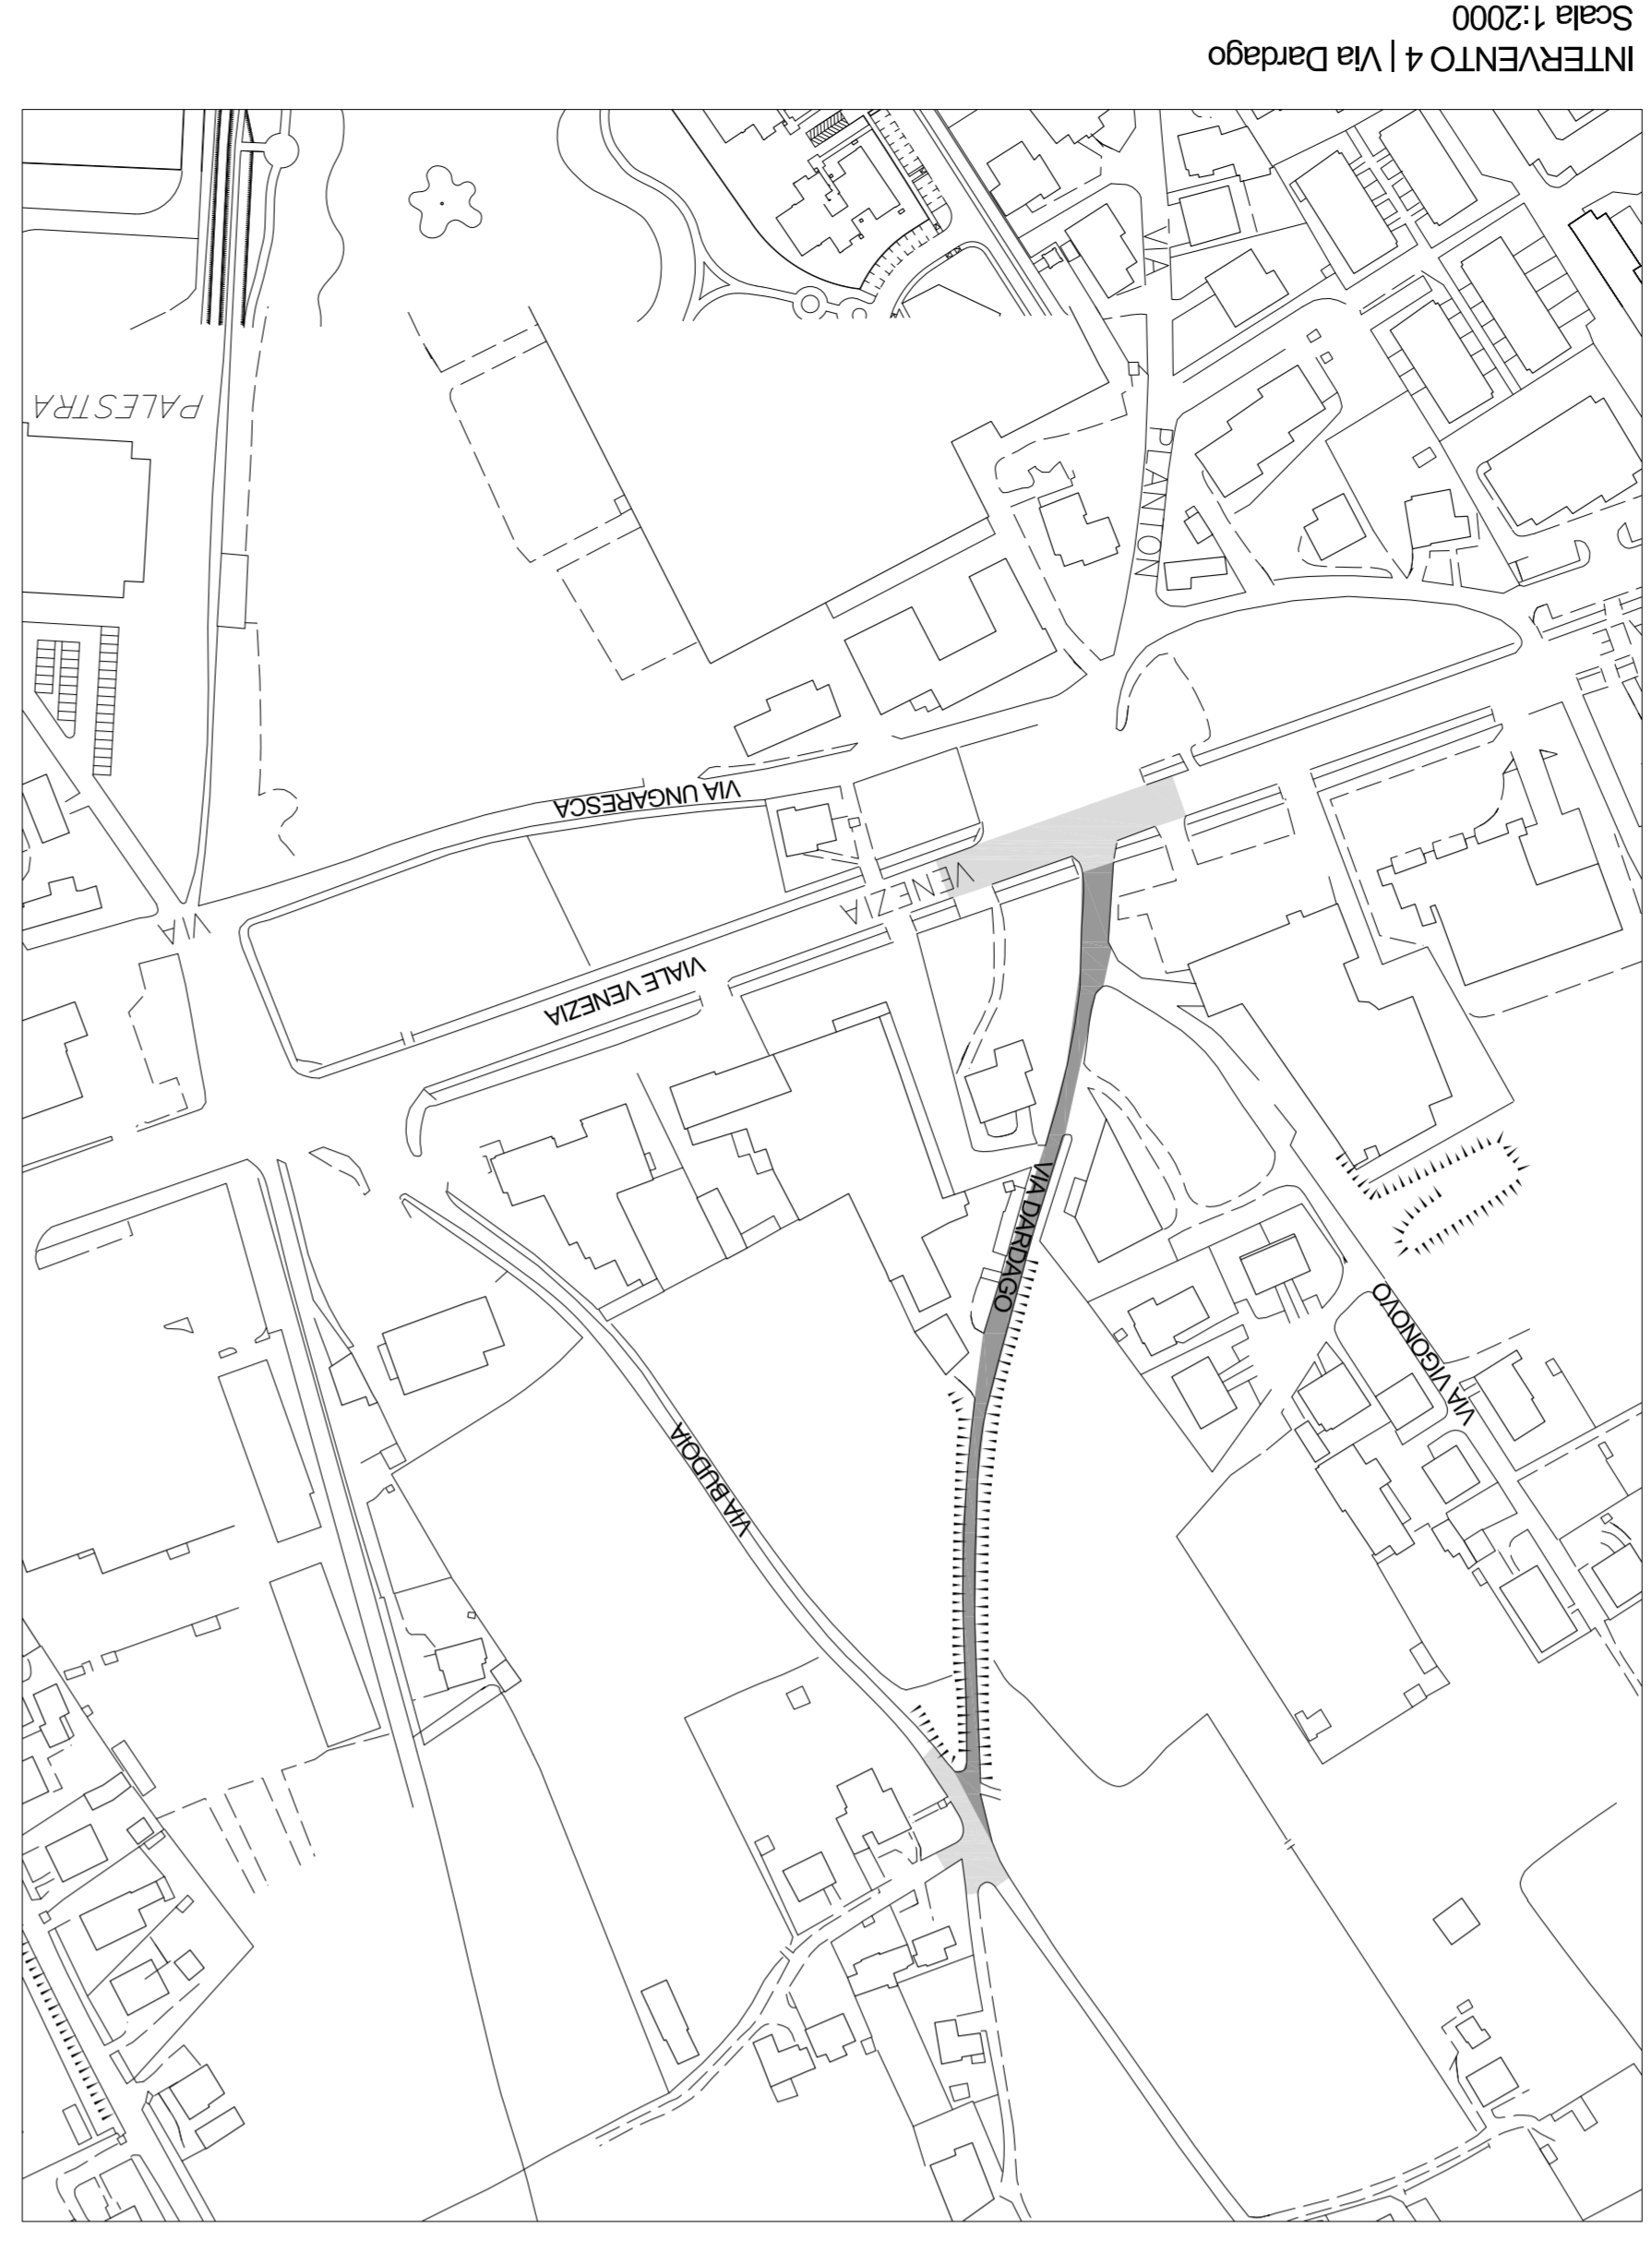 VIA BUDOIA
VIA VIGONOVO
VIA DARDAGO
VIALE VENEZIA
VIA
VIA VENEZIA
VIA UNGARESCA
VIA PLANTON
PALESTRA
INTERVENTO 4 | Via Dardago
Scala 1:2000